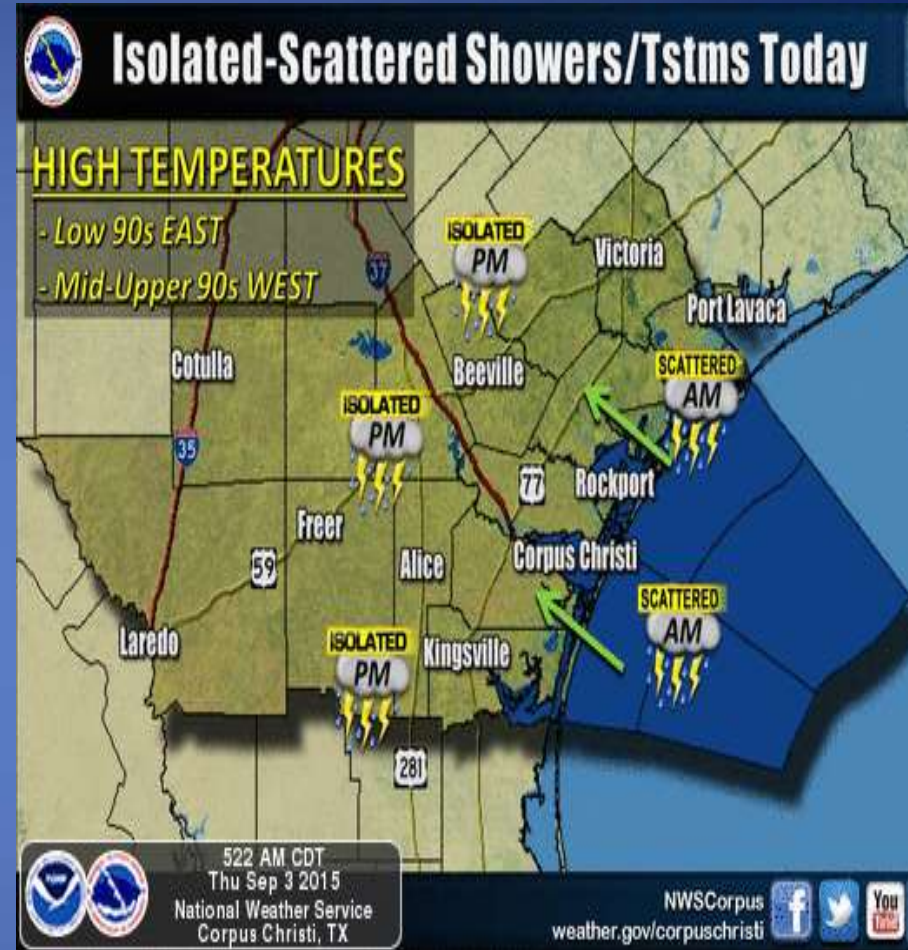 Isolated-Scattered Showers/Tstms Today
HIGH TEMPERATURES
- Low 90s EAST
- Mid-Upper 90s WEST
37
ISOLATED
PM
Victoria
Port Lavaca
Cotulla
Beeville
SCATTERED
AM
ISOLATED
PM
35
77
Rockport
Freer
59
Alice
Corpus Christi
SCATTERED
AM
Laredo
ISOLATED
PM
Kingsville
281
522 AM CDT
Thu Sep 3 2015
National Weather Service
Corpus Christi, TX
NWSCorpus
weather.gov/corpuschristi
f
You
Tube